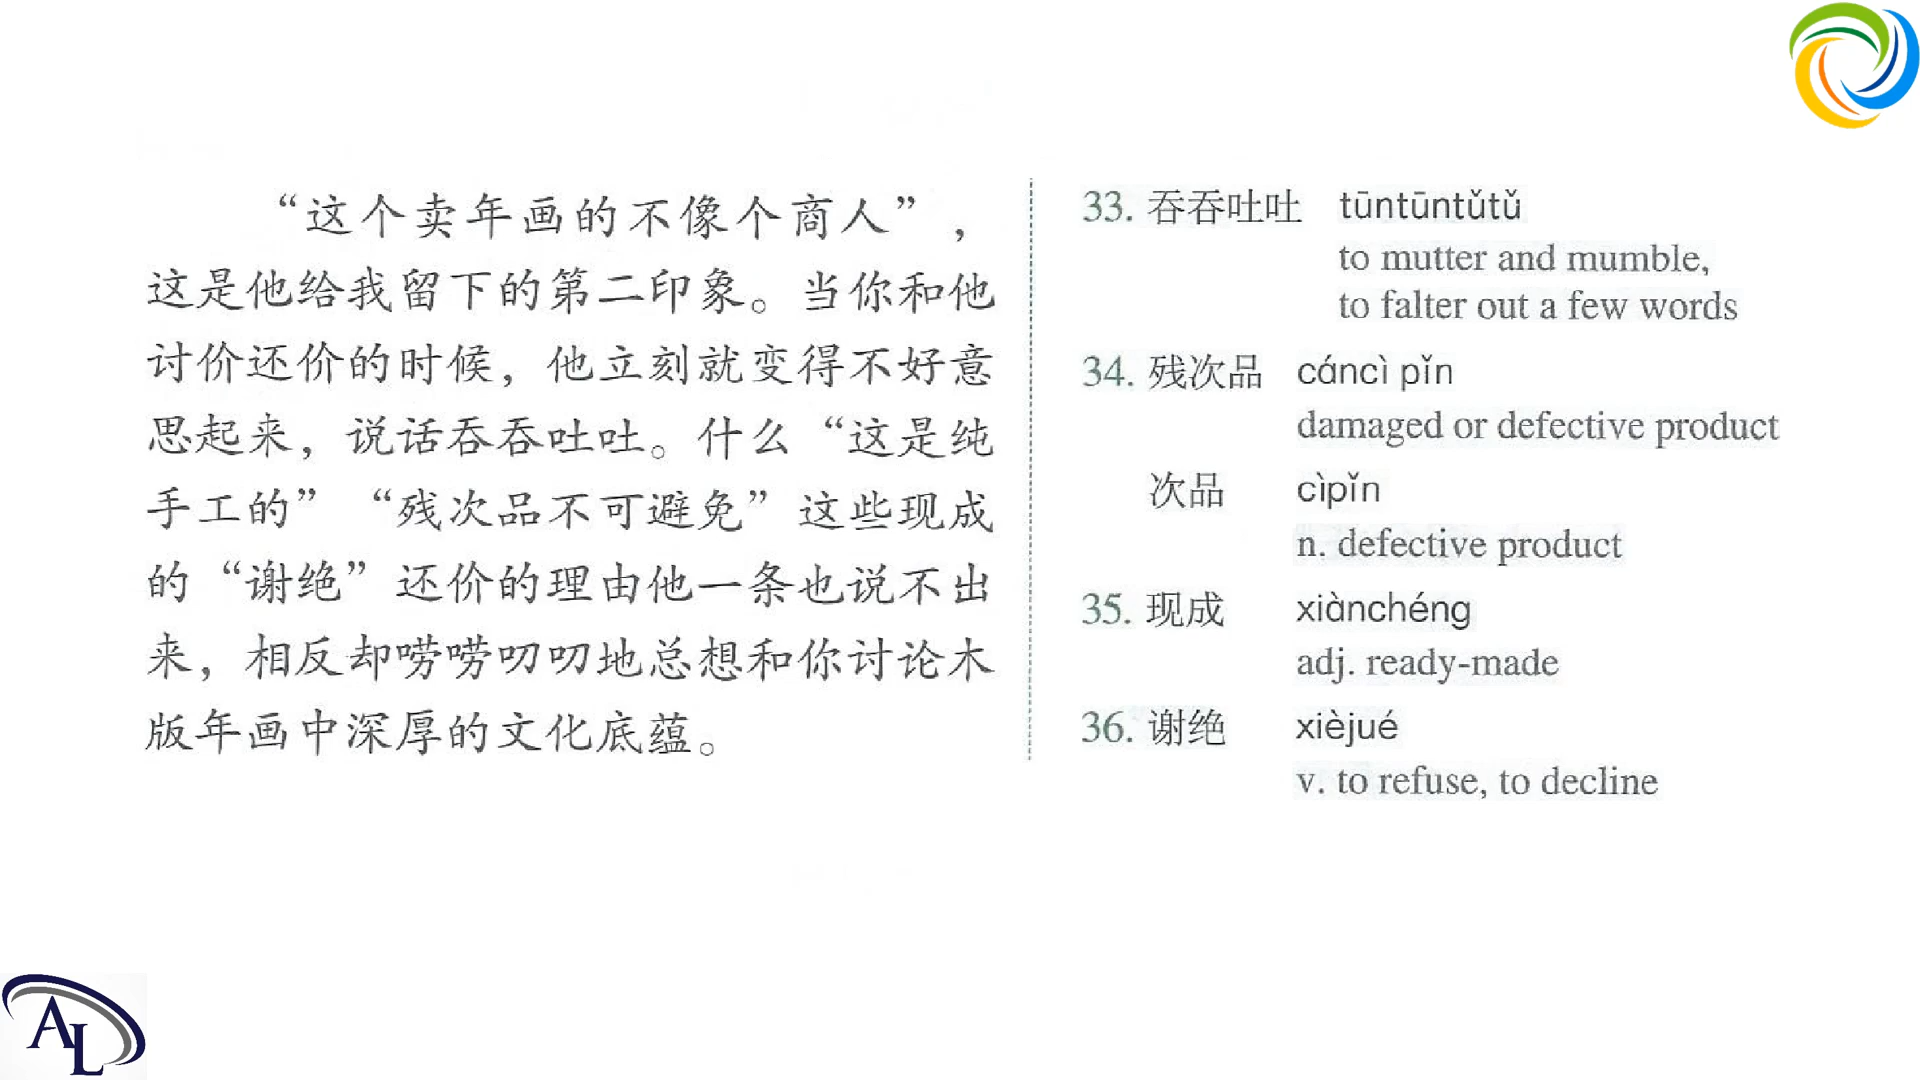 “这个卖年画的不像个商人”，
这是他给我留下的第二印象。当你和他
讨价还价的时候，他立刻就变得不好意
思起来，说话吞吞吐吐。什么“这是纯
手工的”“残次品不可避免”这些现成
的“谢绝”还价的理由他一条也说不出
来，相反却唠唠叨叨地总想和你讨论木
版年画中深厚的文化底蕴。
33. 吞吞吐吐 tūntūntǔtǔ
to mutter and mumble,
to falter out a few words
34. 残次品 cáncì pǐn
damaged or defective product
次品 cìpǐn
n. defective product
35. 现成 xiànchéng
adj. ready-made
36. 谢绝 xièjué
v. to refuse, to decline
AL